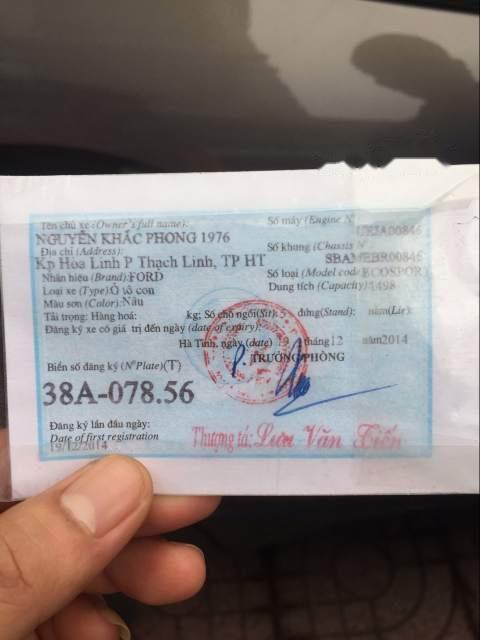 Tên chủ xe (Owner's full name): Số máy (Engine N°
NGUYỄN KHẮC PHONG 1976
Địa chỉ (Address): Số khung (Chassis N°
Kp Hòa Linh P Thạch Linh, TP HT
Nhãn hiệu (Brand): FORD Số loại (Model code ECOSPORT
Loại xe (Type): Ô tô con Dung tích (Capacity) 1498
Màu sơn (Color): Nâu
Tải trọng: Hàng hoá: kg; Số chỗ ngồi (Sit): 5 đứng (Stand): nằm (Lie):
Đăng ký xe có giá trị đến ngày (date of expiry):
Hà Tĩnh, ngày (date) tháng 12 năm 2014
Biển số đăng ký (N°Plate) (T) P. TRƯỞNG PHÒNG
38A-078.56
Đăng ký lần đầu ngày:
Date of first registration
19/12/2014
Thượng tá: Lưu Văn Tiến